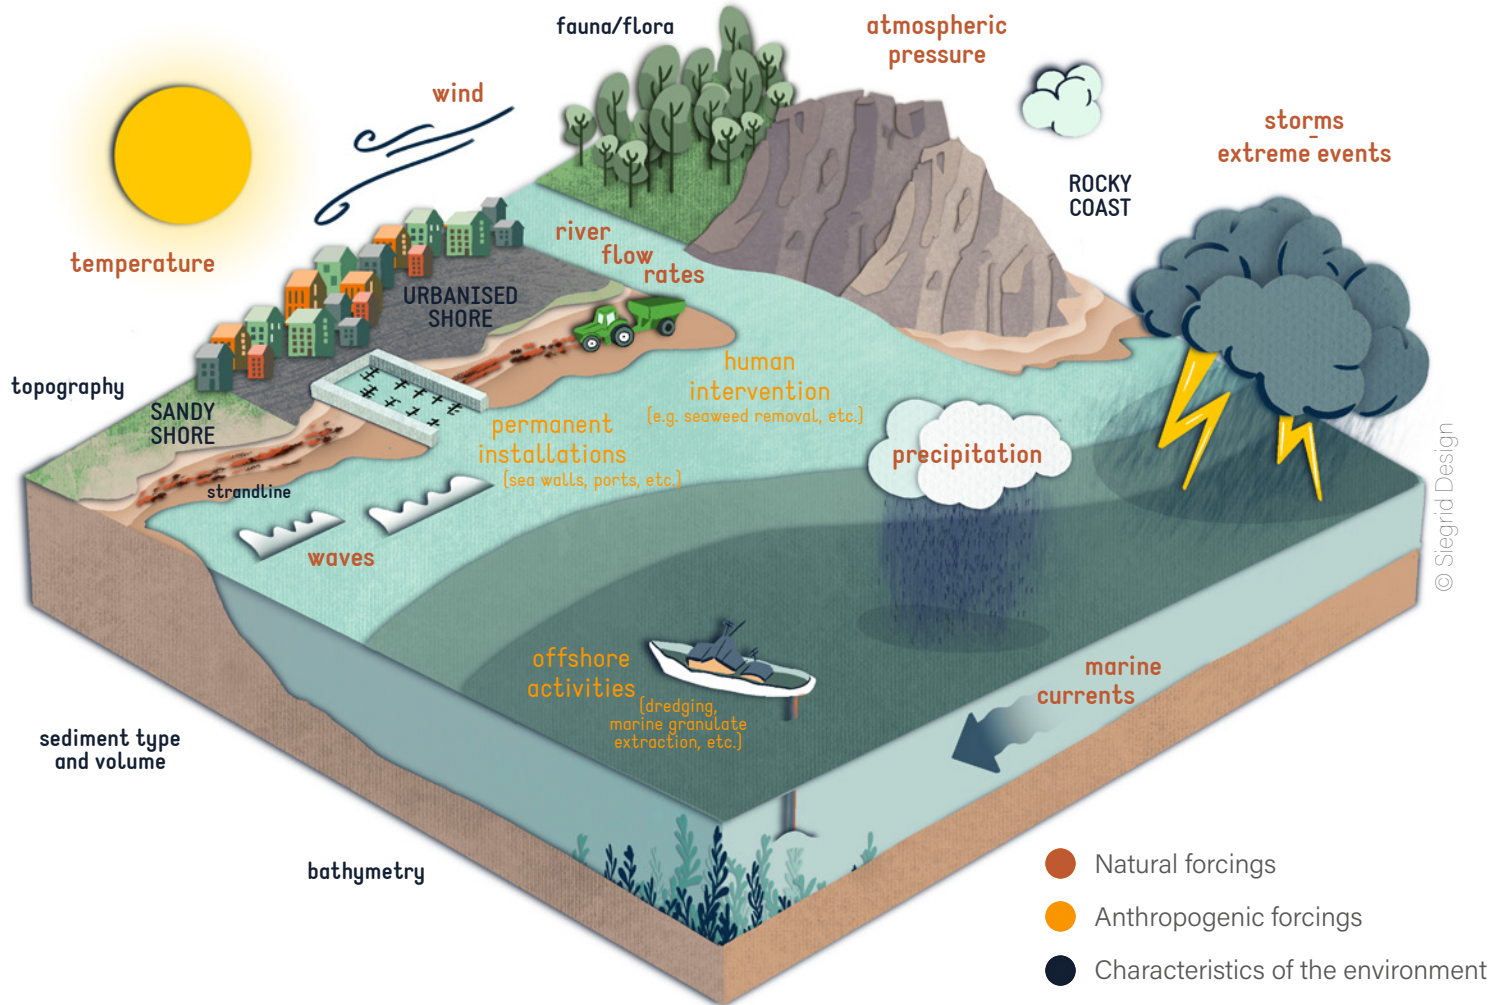 fauna/flora
atmospheric
pressure
wind
storms
-
extreme events
ROCKY
COAST
temperature
river
flow
rates
URBANISED
SHORE
topography
SANDY
SHORE
human
intervention
(e.g. seaweed removal, etc.)
permanent
installations
(sea walls, ports, etc.)
precipitation
strandline
waves
© Siegrid Design
offshore
activities
(dredging,
marine granulate
extraction, etc.)
marine
currents
sediment type
and volume
bathymetry
Natural forcings
Anthropogenic forcings
Characteristics of the environment